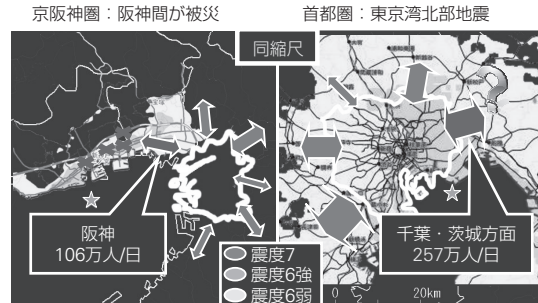 京阪神圏：阪神間が被災
首都圏：東京湾北部地震
同縮尺
阪神
106万人/日
千葉・茨城方面
257万人/日
震度7
震度6強
震度6弱
0 20km